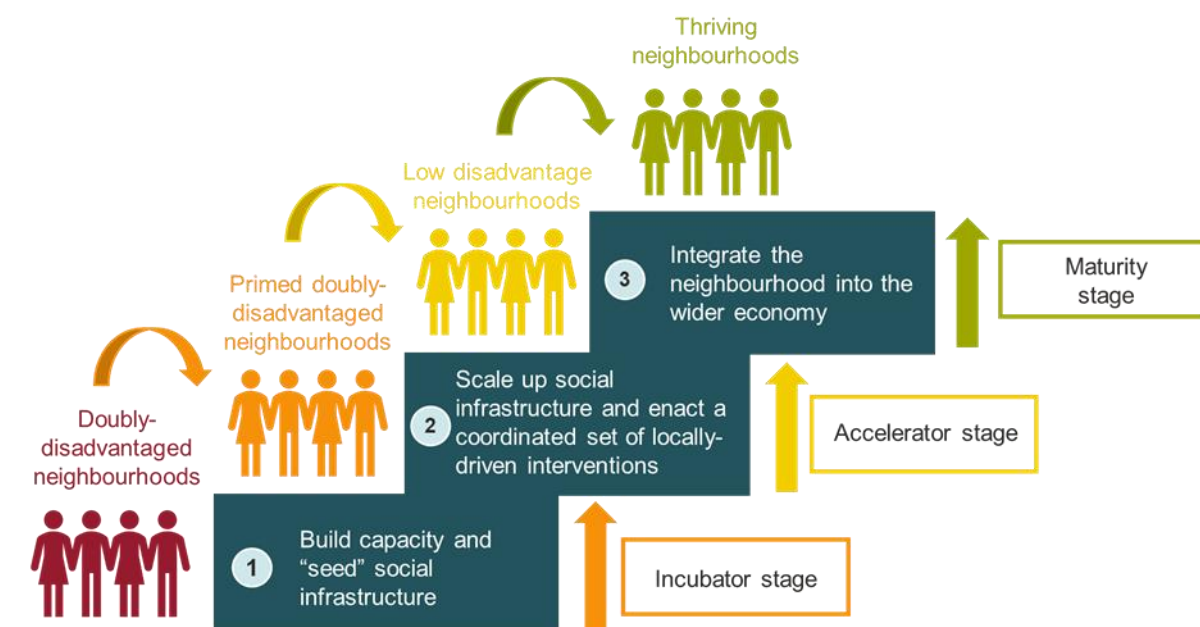 Thriving
neighbourhoods
Low disadvantage
neighbourhoods
3
Integrate the
neighbourhood into the
wider economy
Maturity
stage
Primed doubly-
disadvantaged
neighbourhoods
2
Scale up social
infrastructure and enact a
coordinated set of locally-
driven interventions
Accelerator stage
Doubly-
disadvantaged
neighbourhoods
1
Build capacity and
“seed” social
infrastructure
Incubator stage